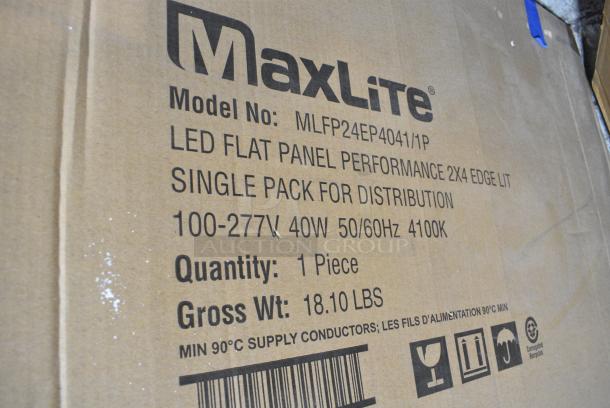 MAXLITE®
Model No: MLFP24EP4041/1P
LED FLAT PANEL PERFORMANCE 2X4 EDGE LIT
SINGLE PACK FOR DISTRIBUTION
100-277V 40W 50/60Hz 4100K
AUCTION GROUP
Quantity: 1 Piece
Gross Wt: 18.10 LBS
MIN 90°C SUPPLY CONDUCTORS; LES FILS D'ALIMENTATION 90°C MIN
Corrugated
Recycles